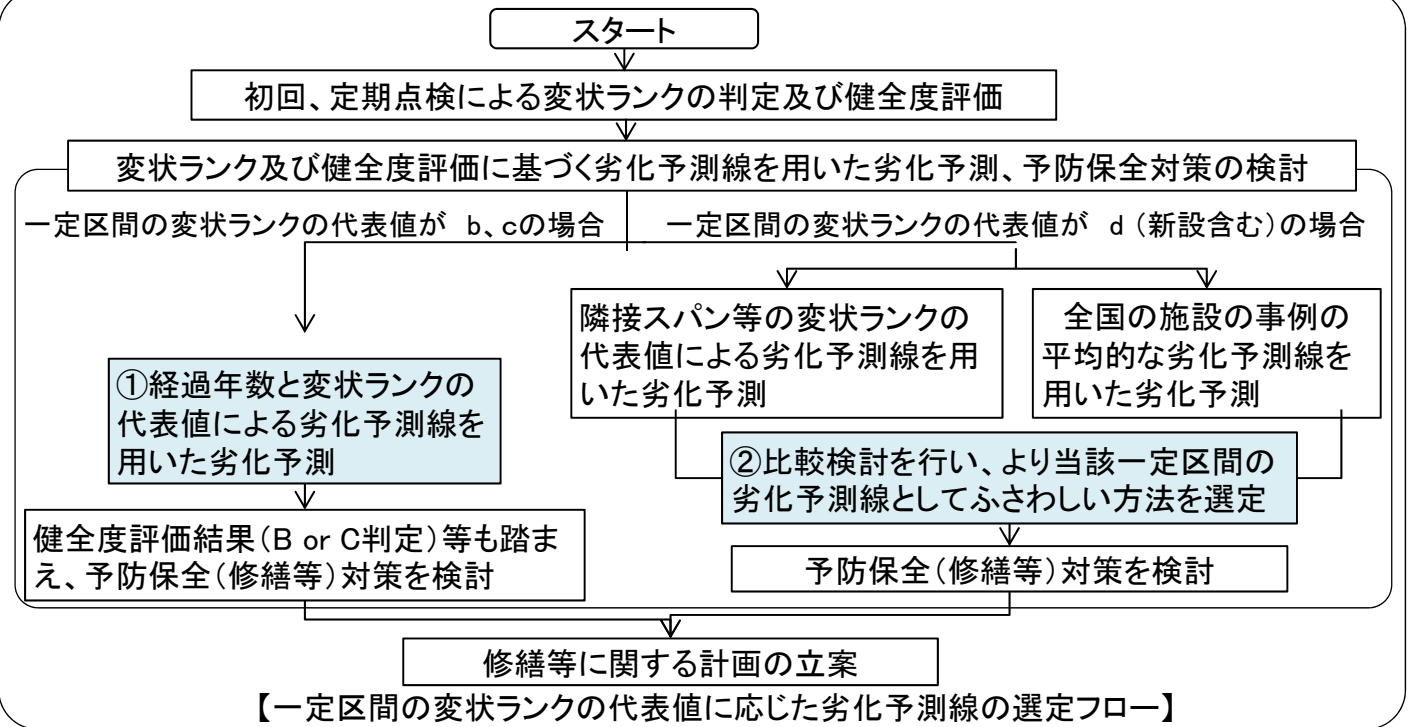 スタート
初回、定期点検による変状ランクの判定及び健全度評価
変状ランク及び健全度評価に基づく劣化予測線を用いた劣化予測、予防保全対策の検討
一定区間の変状ランクの代表値が b、cの場合
一定区間の変状ランクの代表値が d（新設含む）の場合
①経過年数と変状ランクの
代表値による劣化予測線を
用いた劣化予測
健全度評価結果（B or C判定）等も踏ま
え、予防保全（修繕等）対策を検討
隣接スパン等の変状ランクの
代表値による劣化予測線を用
いた劣化予測
全国の施設の事例の
平均的な劣化予測線を
用いた劣化予測
②比較検討を行い、より当該一定区間の
劣化予測線としてふさわしい方法を選定
予防保全（修繕等）対策を検討
修繕等に関する計画の立案
【一定区間の変状ランクの代表値に応じた劣化予測線の選定フロー】